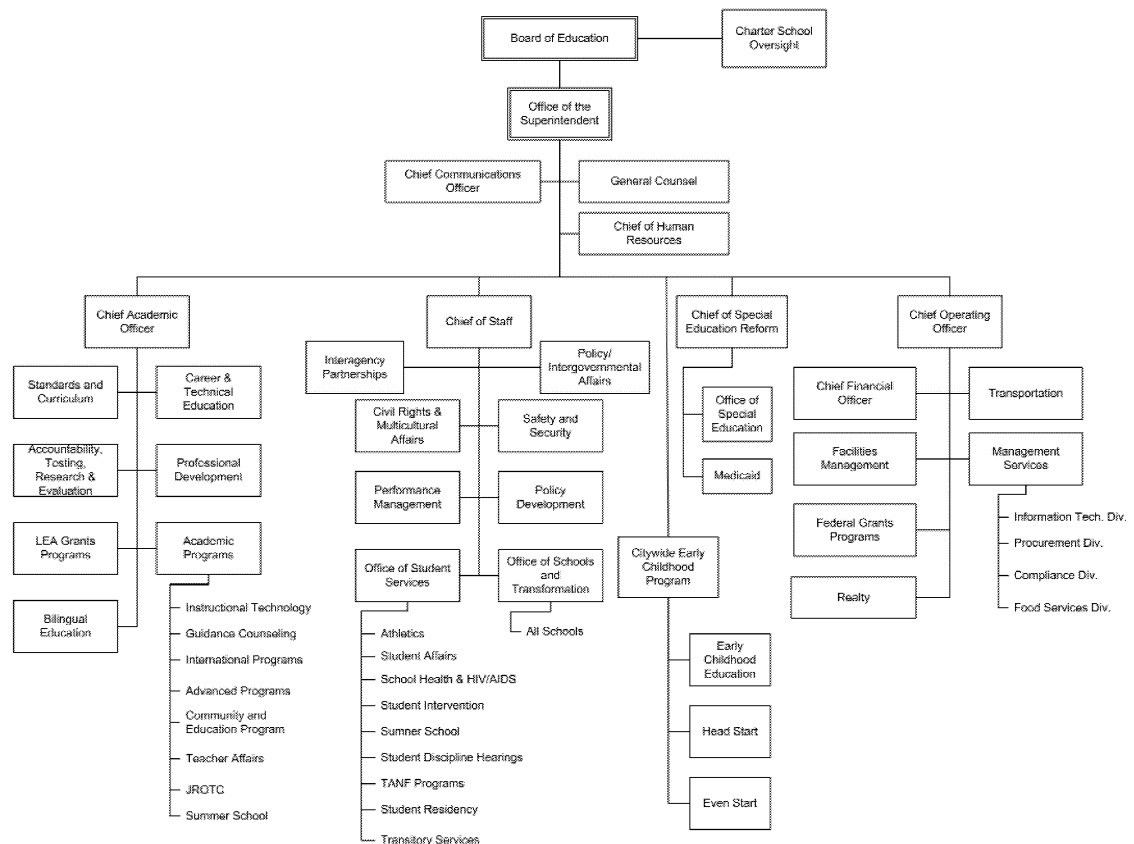 Board of Education
Charter School
Oversight
Office of the
Superintendent
Chief Communications
Officer
General Counsel
Chief of Human
Resources
Chief Academic
Officer
Chief of Staff
Chief of Special
Education Reform
Chief Operating
Officer
Standards and
Curriculum
Career &
Technical
Education
Accountability,
Testing,
Research &
Evaluation
Professional
Development
LEA Grants
Programs
Academic
Programs
Bilingual
Education
Instructional Technology
Guidance Counseling
International Programs
Advanced Programs
Community and
Education Program
Teacher Affairs
JROTC
Summer School
Interagency
Partnerships
Policy/
Intergovernmental
Affairs
Civil Rights &
Multicultural
Affairs
Safety and
Security
Performance
Management
Policy
Development
Office of Student
Services
Office of Schools
and
Transformation
Athletics
Student Affairs
School Health & HIV/AIDS
Student Intervention
Sumner School
Student Discipline Hearings
TANF Programs
Student Residency
Transitory Services
All Schools
Citywide Early
Childhood
Program
Early
Childhood
Education
Head Start
Even Start
Office of
Special
Education
Medicaid
Chief Financial
Officer
Transportation
Facilities
Management
Management
Services
Federal Grants
Programs
Realty
Information Tech. Div.
Procurement Div.
Compliance Div.
Food Services Div.